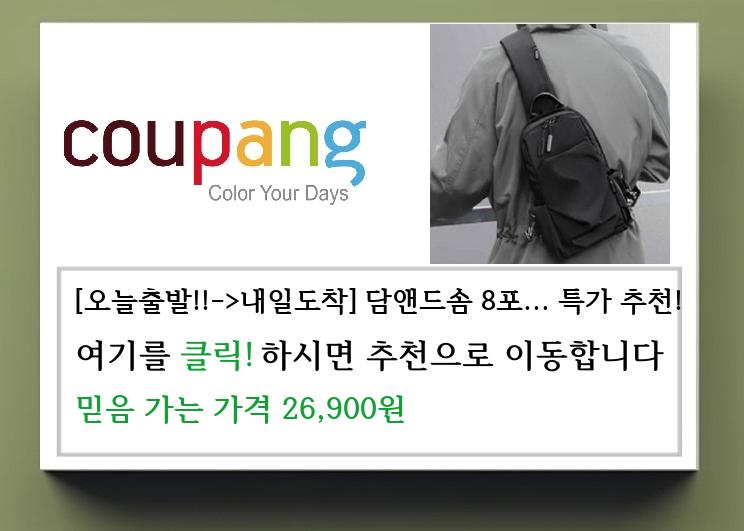 coupang
Color Your Days
[오늘출발!!->내일도착] 담앤드솜 8포... 특가 추천!
여기를 클릭! 하시면 추천으로 이동합니다
믿음 가는 가격 26,900원